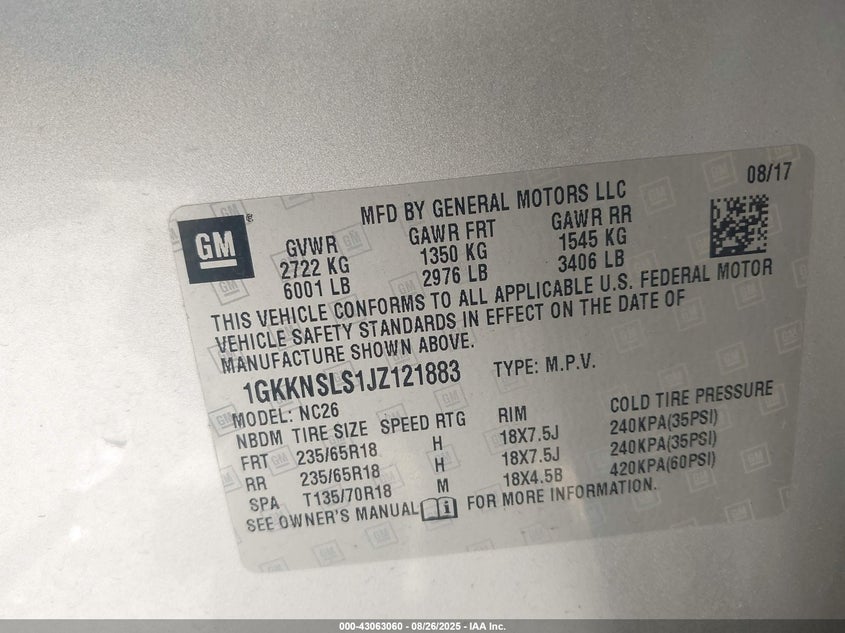 08/17
MFD BY GENERAL MOTORS LLC
GM ®
GVWR GAWR FRT GAWR RR
2722 KG 1350 KG 1545 KG
6001 LB 2976 LB 3406 LB
THIS VEHICLE CONFORMS TO ALL APPLICABLE U.S. FEDERAL MOTOR
VEHICLE SAFETY STANDARDS IN EFFECT ON THE DATE OF
MANUFACTURE SHOWN ABOVE.
1GKKNSLS1JZ121883 TYPE: M.P.V.
MODEL: NC26
NBDM TIRE SIZE SPEED RTG RIM COLD TIRE PRESSURE
FRT 235/65R18 H 18X7.5J 240KPA(35PSI)
RR 235/65R18 H 18X7.5J 240KPA(35PSI)
SPA T135/70R18 M 18X4.5B 420KPA(60PSI)
SEE OWNER'S MANUAL FOR MORE INFORMATION.
000-43063060 - 08/26/2025 - IAA Inc.